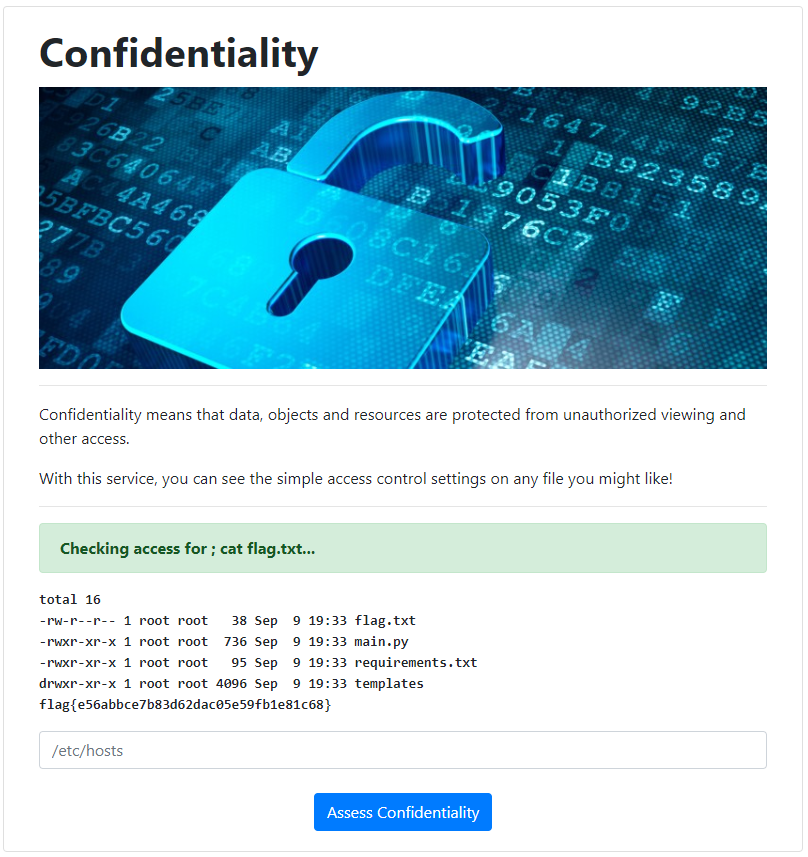 Confidentiality
Confidentiality means that data, objects and resources are protected from unauthorized viewing and
other access.
With this service, you can see the simple access control settings on any file you might like!
Checking access for ; cat flag.txt...
total 16
-rw-r--r-- 1 root root   38 Sep  9 19:33 flag.txt
-rwxr-xr-x 1 root root  736 Sep  9 19:33 main.py
-rwxr-xr-x 1 root root   95 Sep  9 19:33 requirements.txt
drwxr-xr-x 1 root root 4096 Sep  9 19:33 templates
flag{e56abbce7b83d62dac05e59fb1e81c68}
/etc/hosts
Assess Confidentiality